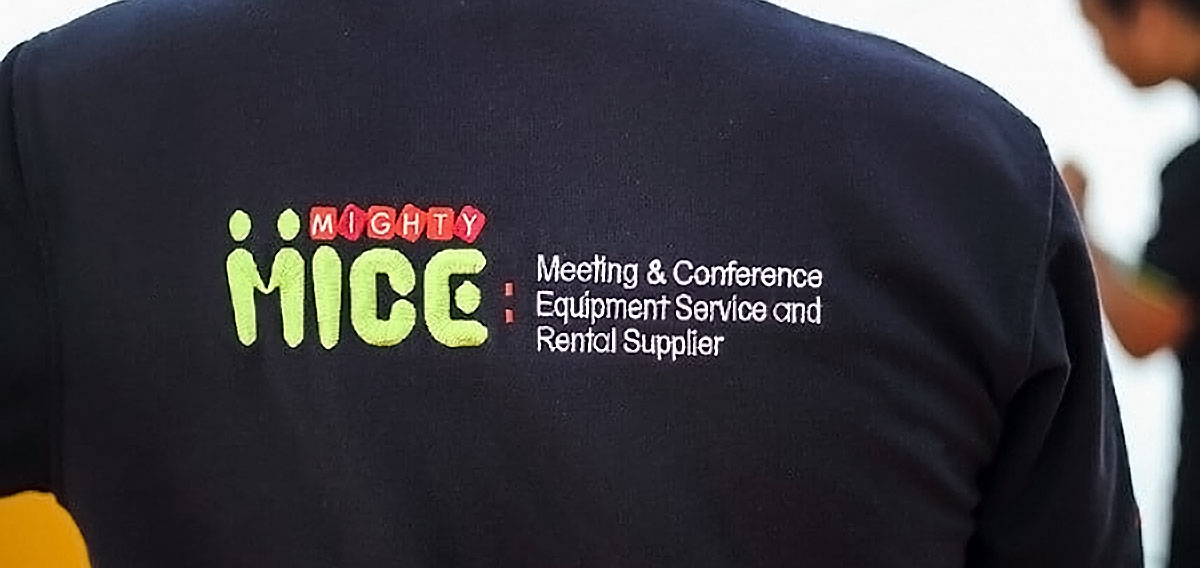 MIGHTY
MICE :
Meeting & Conference
Equipment Service and
Rental Supplier